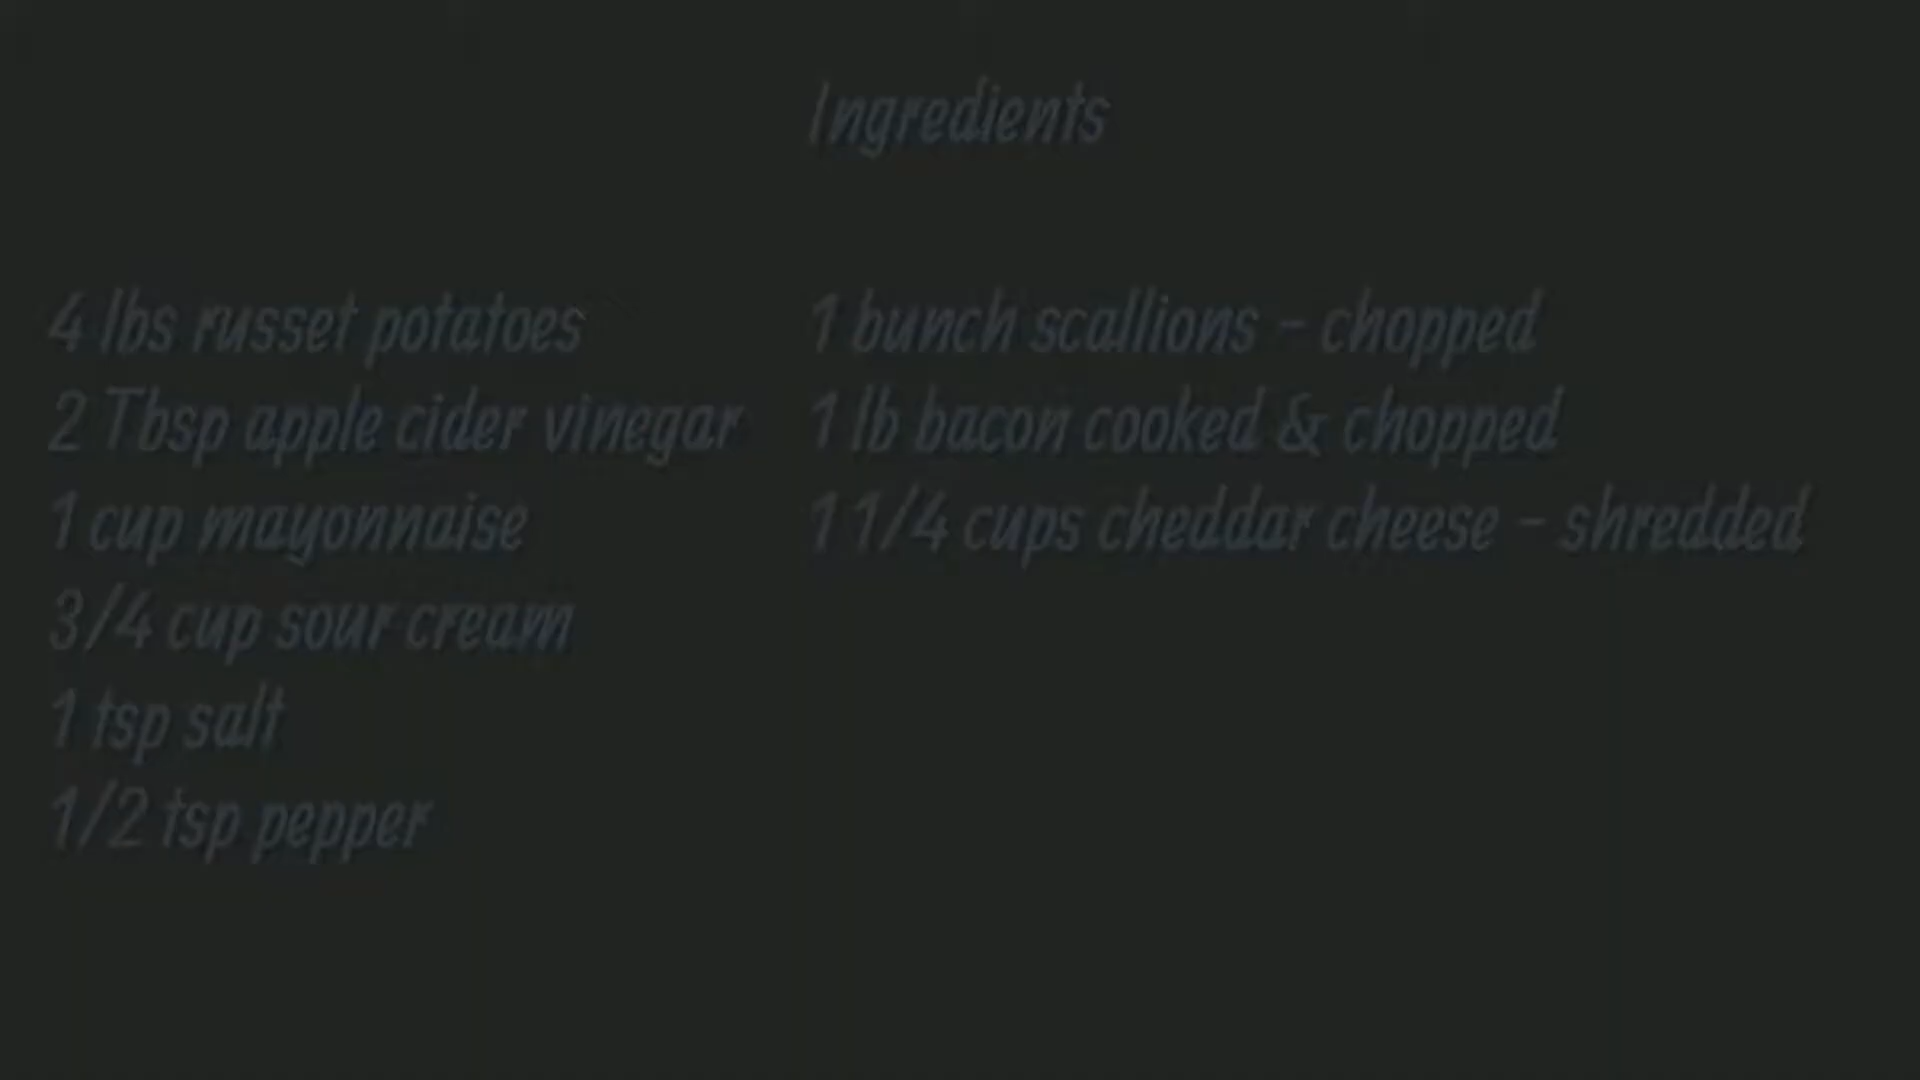 Ingredients
4 lbs russet potatoes
2 Tbsp apple cider vinegar
1 cup mayonnaise
3/4 cup sour cream
1 tsp salt
1/2 tsp pepper
1 bunch scallions - chopped
1 lb bacon cooked & chopped
1 1/4 cups cheddar cheese - shredded